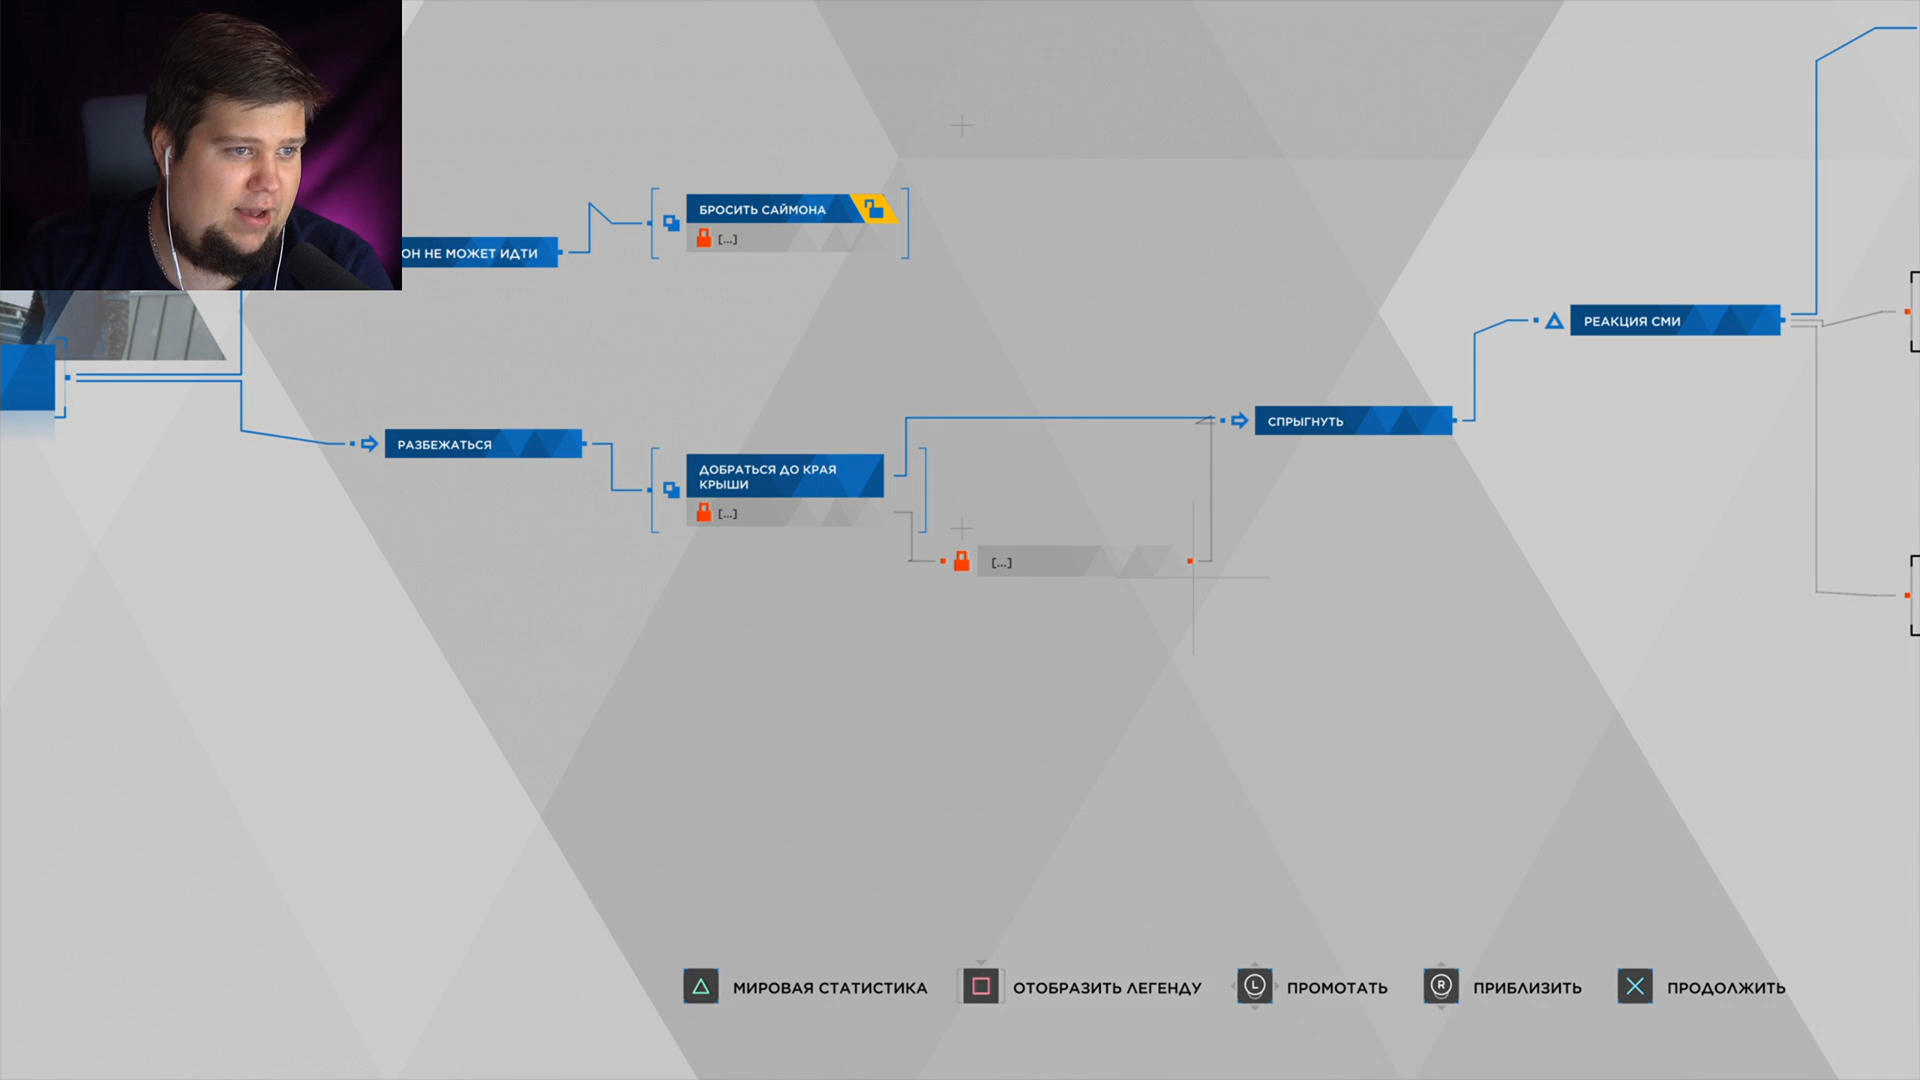 БРОСИТЬ САЙМОНА
[...]
ОН НЕ МОЖЕТ ИДТИ
РЕАКЦИЯ СМИ
СПРЫГНУТЬ
РАЗБЕЖАТЬСЯ
ДОБРАТЬСЯ ДО КРАЯ
КРЫШИ
[...]
[...]
МИРОВАЯ СТАТИСТИКА
ОТОБРАЗИТЬ ЛЕГЕНДУ
L ПРОМОТАТЬ
R ПРИБЛИЗИТЬ
ПРОДОЛЖИТЬ